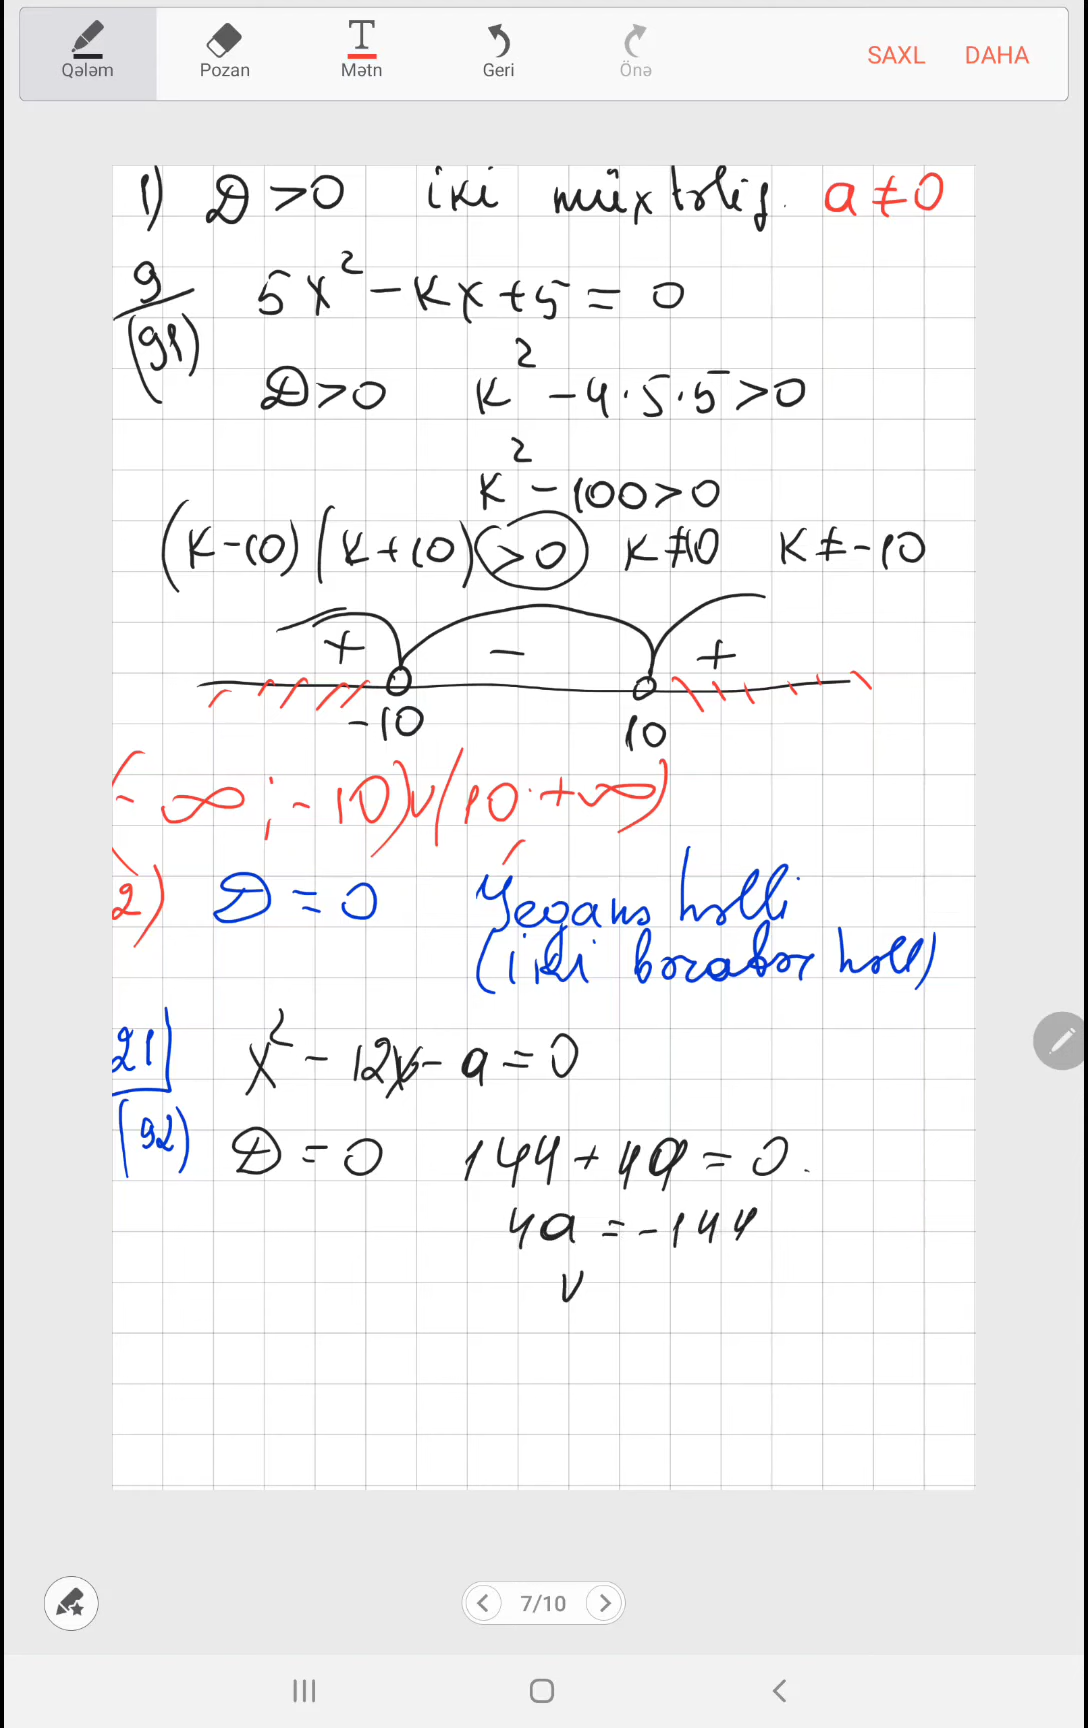 Qələm Pozan Mətn Geri Önə SAXL DAHA
1) D>0 iki müxtəlif. a≠0
9/(91) 5x² - kx + 5 = 0
D>0 k² - 4·5·5 > 0
k² - 100 > 0
(k-10)(k+10) > 0 k≠10 k≠-10
+ - +
-10 10
(-∞; -10)∪(10; +∞)
2) D = 0 Yeganə həlli
(iki bərabər həll)
21/(92) x² - 12x - a = 0
D = 0 144 + 4a = 0.
4a = -144
7/10